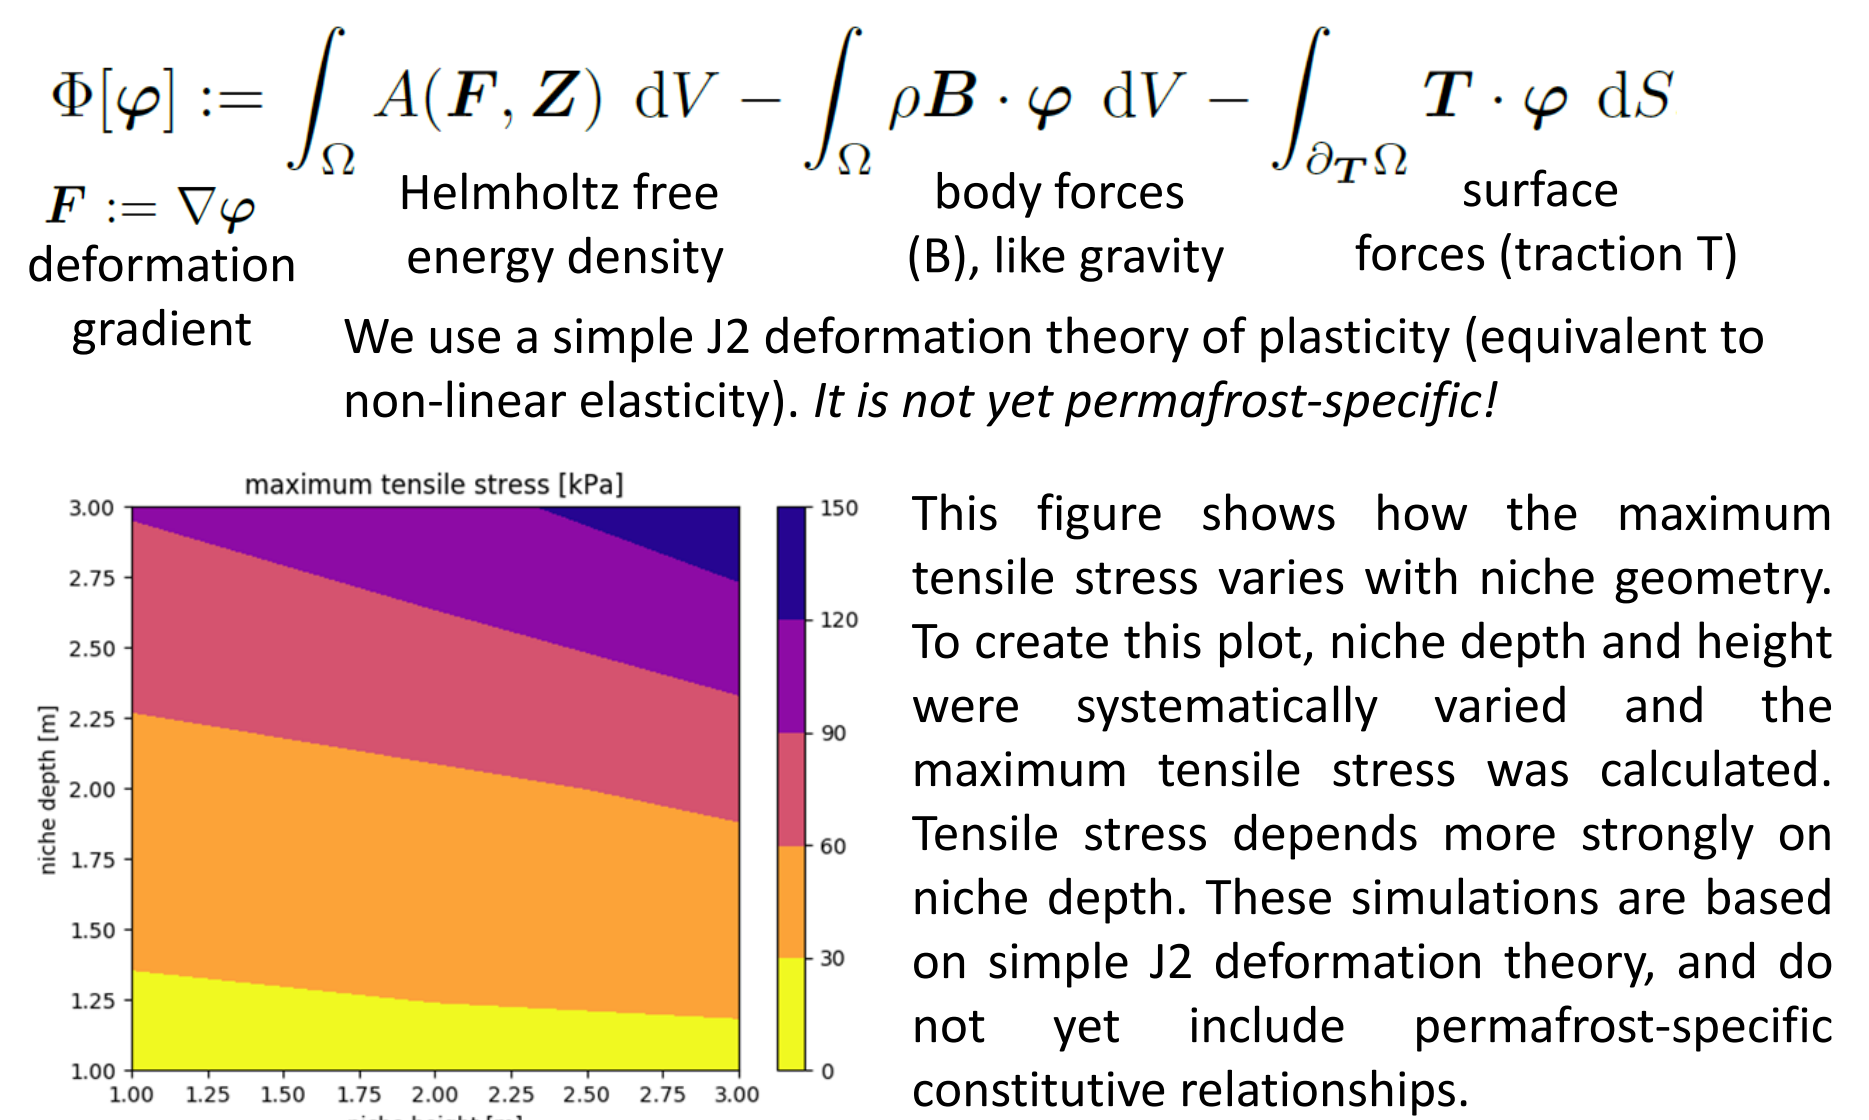 Φ[φ] := ∫_Ω A(F, Z) dV − ∫_Ω ρB · φ dV − ∫_{∂_T Ω} T · φ dS
F := ∇φ
deformation
gradient
Helmholtz free
energy density
body forces
(B), like gravity
surface
forces (traction T)
We use a simple J2 deformation theory of plasticity (equivalent to
non-linear elasticity). It is not yet permafrost-specific!
maximum tensile stress [kPa]
3.00
2.75
2.50
2.25
2.00
1.75
1.50
1.25
1.00
niche depth [m]
1.00 1.25 1.50 1.75 2.00 2.25 2.50 2.75 3.00
niche height [m]
150
120
90
60
30
0
This figure shows how the maximum
tensile stress varies with niche geometry.
To create this plot, niche depth and height
were systematically varied and the
maximum tensile stress was calculated.
Tensile stress depends more strongly on
niche depth. These simulations are based
on simple J2 deformation theory, and do
not yet include permafrost-specific
constitutive relationships.